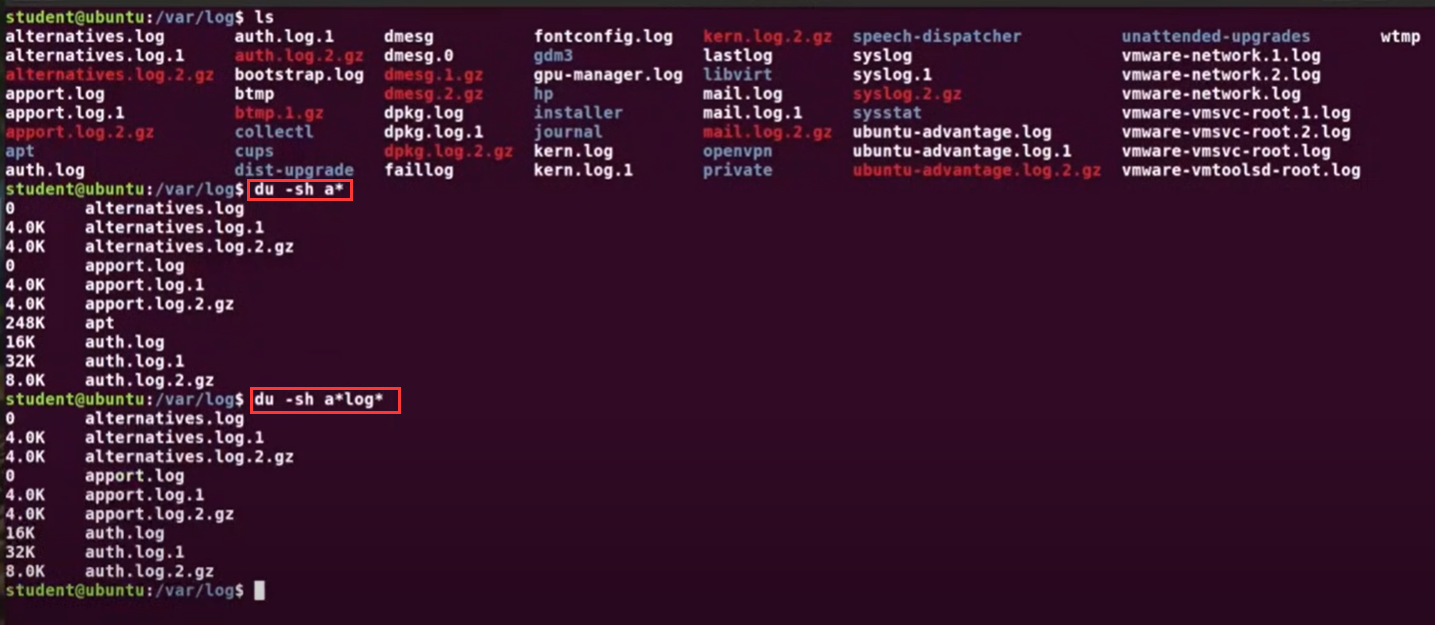 student@ubuntu:/var/log$ ls
alternatives.log auth.log.1 dmesg fontconfig.log kern.log.2.gz speech-dispatcher unattended-upgrades wtmp
alternatives.log.1 auth.log.2.gz dmesg.0 gdm3 lastlog syslog vmware-network.1.log
alternatives.log.2.gz bootstrap.log dmesg.1.gz gpu-manager.log libvirt syslog.1 vmware-network.2.log
apport.log btmp dmesg.2.gz hp mail.log syslog.2.gz vmware-network.log
apport.log.1 btmp.1.gz dpkg.log installer mail.log.1 sysstat vmware-vmsvc-root.1.log
apport.log.2.gz collectl dpkg.log.1 journal mail.log.2.gz ubuntu-advantage.log vmware-vmsvc-root.2.log
apt cups dpkg.log.2.gz kern.log openvpn ubuntu-advantage.log.1 vmware-vmsvc-root.log
auth.log dist-upgrade faillog kern.log.1 private ubuntu-advantage.log.2.gz vmware-vmtoolsd-root.log
student@ubuntu:/var/log$ du -sh a*
0 alternatives.log
4.0K alternatives.log.1
4.0K alternatives.log.2.gz
0 apport.log
4.0K apport.log.1
4.0K apport.log.2.gz
248K apt
16K auth.log
32K auth.log.1
8.0K auth.log.2.gz
student@ubuntu:/var/log$ du -sh a*log*
0 alternatives.log
4.0K alternatives.log.1
4.0K alternatives.log.2.gz
0 apport.log
4.0K apport.log.1
4.0K apport.log.2.gz
16K auth.log
32K auth.log.1
8.0K auth.log.2.gz
student@ubuntu:/var/log$